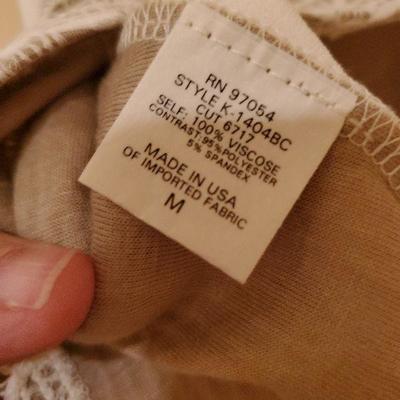 RN 97054
STYLE K-1404BC
CUT 6717
SELF: 100% VISCOSE
CONTRAST: 95% POLYESTER
5% SPANDEX
MADE IN USA
OF IMPORTED FABRIC
M